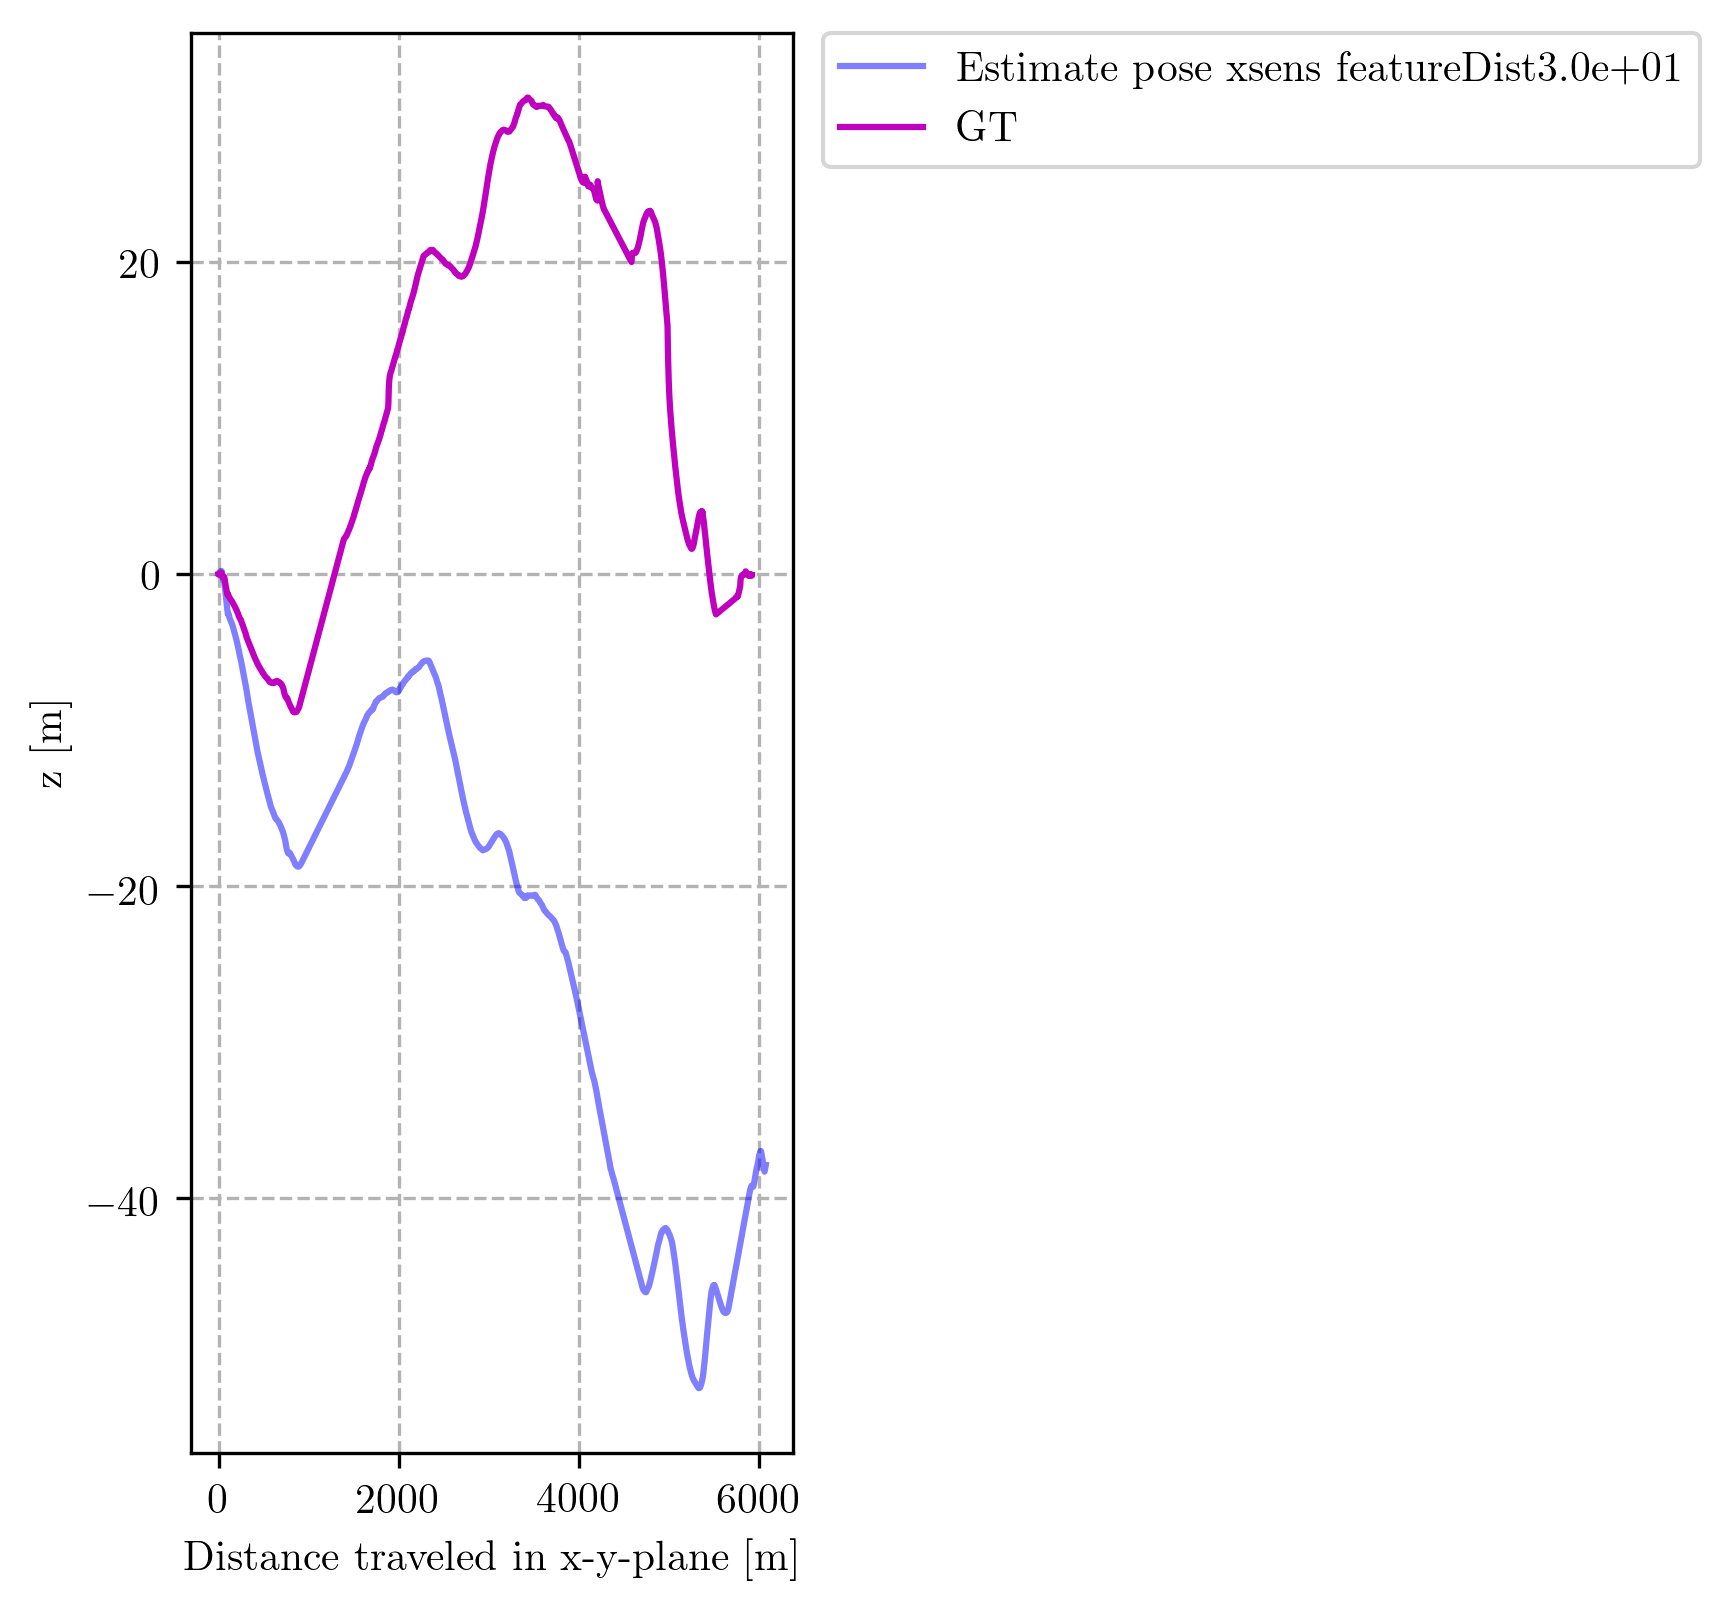 Estimate pose xsens featureDist3.0e+01
GT
20
0
−20
−40
z [m]
0 2000 4000 6000
Distance traveled in x-y-plane [m]